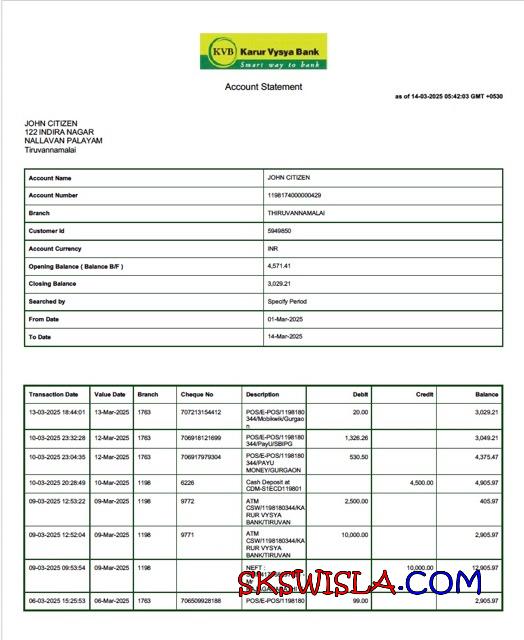 KVB Karur Vysya Bank
Smart way to bank
Account Statement
as of 14-03-2025 05:42:03 GMT +0530
JOHN CITIZEN
122 INDIRA NAGAR
NALLAVAN PALAYAM
Tiruvannamalai
Account Name JOHN CITIZEN
Account Number 1198174000000429
Branch THIRUVANNAMALAI
Customer Id 5949850
Account Currency INR
Opening Balance ( Balance B/F ) 4,571.41
Closing Balance 3,029.21
Searched by Specify Period
From Date 01-Mar-2025
To Date 14-Mar-2025
Transaction Date Value Date Branch Cheque No Description Debit Credit Balance
13-03-2025 18:44:01 13-Mar-2025 1763 707213154412 POS/E-POS/1198180 20.00 3,029.21
344/Mobikwik/Gurgao
n
10-03-2025 23:32:28 12-Mar-2025 1763 706918121699 POS/E-POS/1198180 1,326.26 3,049.21
344/PayU/SBIPG
10-03-2025 23:04:35 12-Mar-2025 1763 706917979304 POS/E-POS/1198180 530.50 4,375.47
344/PAYU
MONEY/GURGAON
10-03-2025 20:28:49 10-Mar-2025 1198 6226 Cash Deposit at 4,500.00 4,905.97
CDM-S1ECD119801
09-03-2025 12:53:22 09-Mar-2025 1198 9772 ATM 2,500.00 405.97
CSW/1198180344/KA
RUR VYSYA
BANK/TIRUVAN
09-03-2025 12:52:04 09-Mar-2025 1198 9771 ATM 10,000.00 2,905.97
CSW/1198180344/KA
RUR VYSYA
BANK/TIRUVAN
09-03-2025 09:53:54 09-Mar-2025 1198 NEFT : 10,000.00 12,905.97
Mr
SKSWISLA.COM
06-03-2025 15:25:53 06-Mar-2025 1763 706509928188 POS/E-POS/1198180 99.00 2,905.97